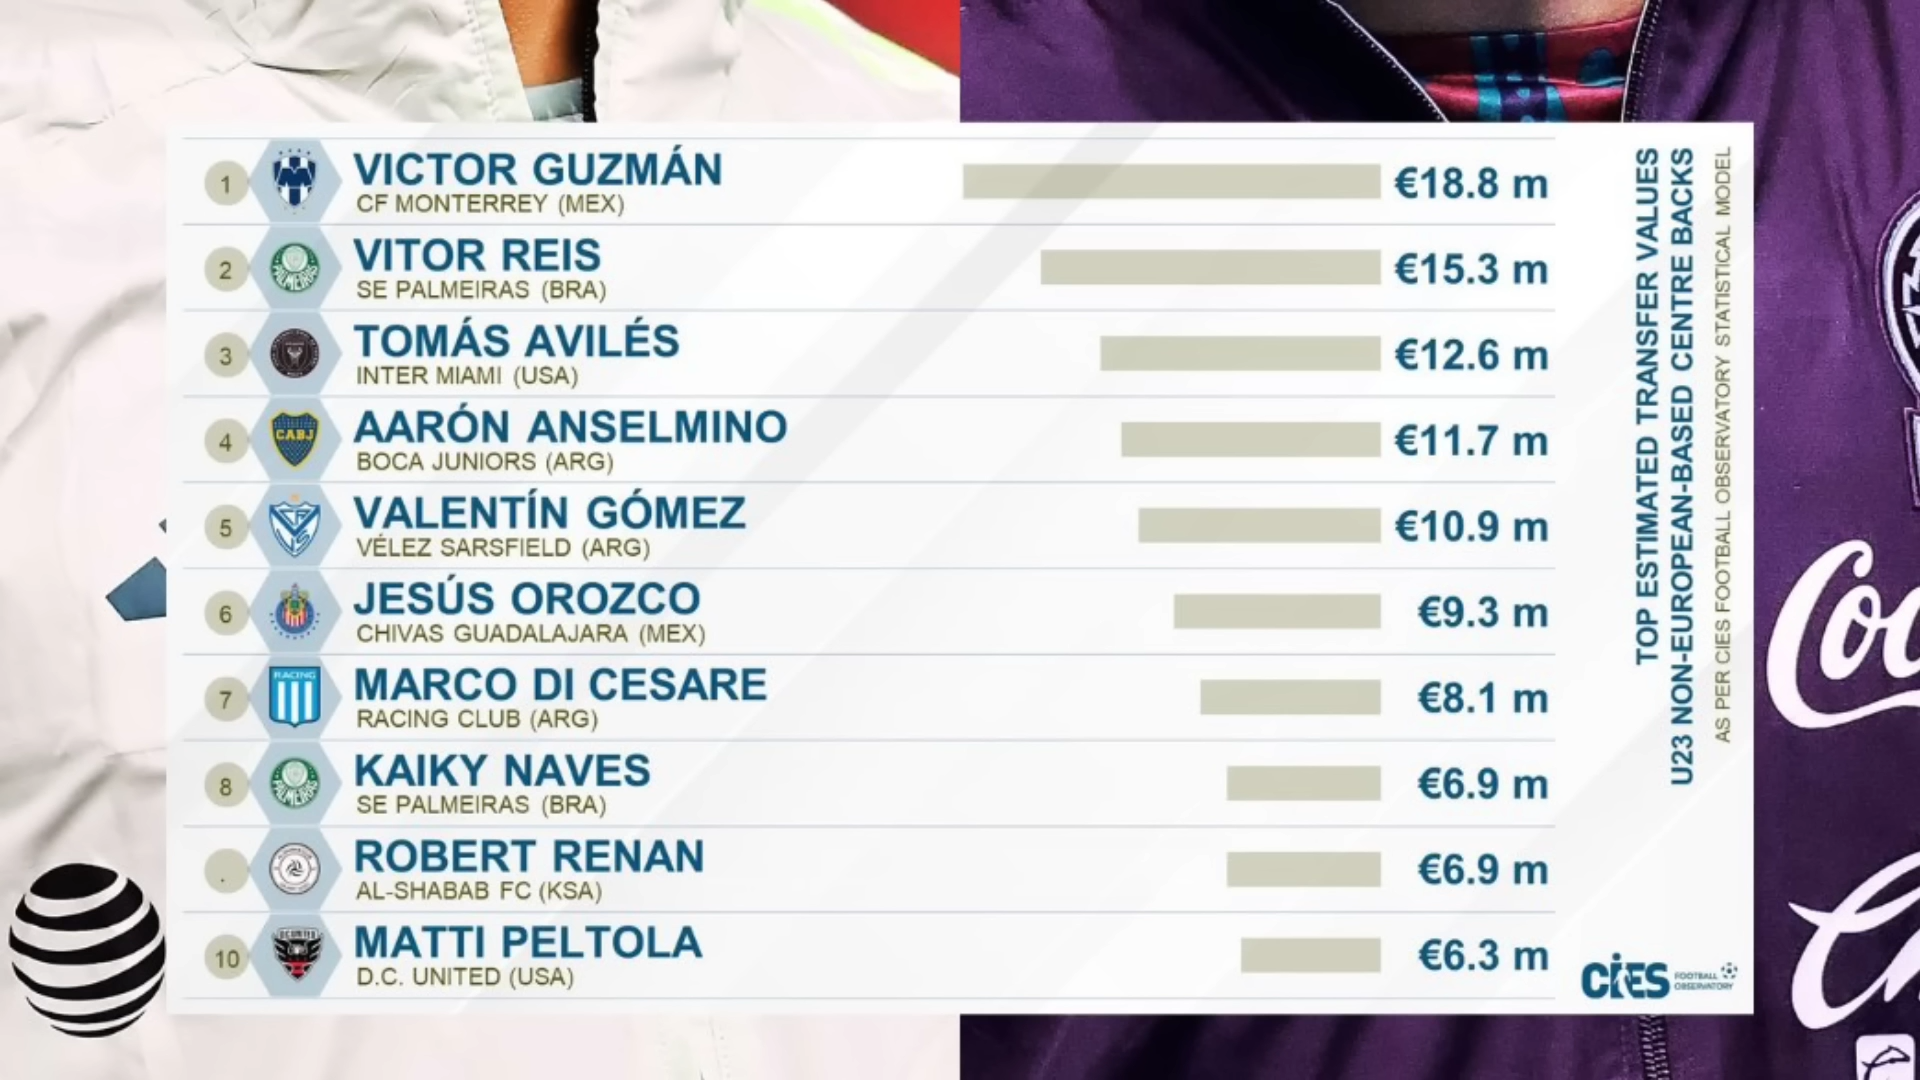 1
VICTOR GUZMÁN
CF MONTERREY (MEX)
€18.8 m
2
PALMEIRAS
VITOR REIS
SE PALMEIRAS (BRA)
€15.3 m
3
TOMÁS AVILÉS
INTER MIAMI (USA)
€12.6 m
4
CABJ
AARÓN ANSELMINO
BOCA JUNIORS (ARG)
€11.7 m
5
VALENTÍN GÓMEZ
VÉLEZ SARSFIELD (ARG)
€10.9 m
6
JESÚS OROZCO
CHIVAS GUADALAJARA (MEX)
€9.3 m
7
RACING
MARCO DI CESARE
RACING CLUB (ARG)
€8.1 m
8
PALMEIRAS
KAIKY NAVES
SE PALMEIRAS (BRA)
€6.9 m
.
ROBERT RENAN
AL-SHABAB FC (KSA)
€6.9 m
10
MATTI PELTOLA
D.C. UNITED (USA)
€6.3 m
TOP ESTIMATED TRANSFER VALUES
U23 NON-EUROPEAN-BASED CENTRE BACKS
AS PER CIES FOOTBALL OBSERVATORY STATISTICAL MODEL
CIES
FOOTBALL
OBSERVATORY
Coc